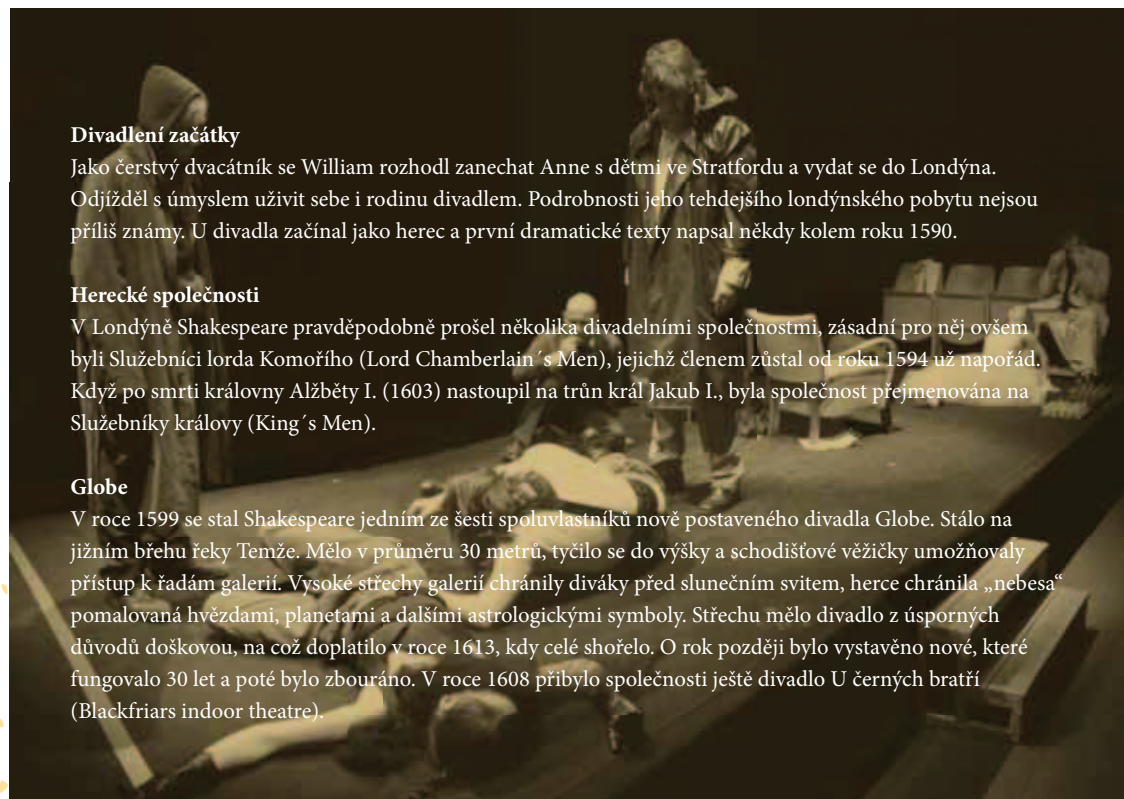 Divadlení začátky
Jako čerstvý dvacátník se William rozhodl zanechat Anne s dětmi ve Stratfordu a vydat se do Londýna.
Odjížděl s úmyslem uživit sebe i rodinu divadlem. Podrobnosti jeho tehdejšího londýnského pobytu nejsou
příliš známy. U divadla začínal jako herec a první dramatické texty napsal někdy kolem roku 1590.
Herecké společnosti
V Londýně Shakespeare pravděpodobně prošel několika divadelními společnostmi, zásadní pro něj ovšem
byli Služebníci lorda Komořího (Lord Chamberlain´s Men), jejichž členem zůstal od roku 1594 už napořád.
Když po smrti královny Alžběty I. (1603) nastoupil na trůn král Jakub I., byla společnost přejmenována na
Služebníky královy (King´s Men).
Globe
V roce 1599 se stal Shakespeare jedním ze šesti spoluvlastníků nově postaveného divadla Globe. Stálo na
jižním břehu řeky Temže. Mělo v průměru 30 metrů, tyčilo se do výšky a schodišťové věžičky umožňovaly
přístup k řadám galerií. Vysoké střechy galerií chránily diváky před slunečním svitem, herce chránila „nebesa“
pomalovaná hvězdami, planetami a dalšími astrologickými symboly. Střechu mělo divadlo z úsporných
důvodů doškovou, na což doplatilo v roce 1613, kdy celé shořelo. O rok později bylo vystavěno nové, které
fungovalo 30 let a poté bylo zbouráno. V roce 1608 přibylo společnosti ještě divadlo U černých bratří
(Blackfriars indoor theatre).